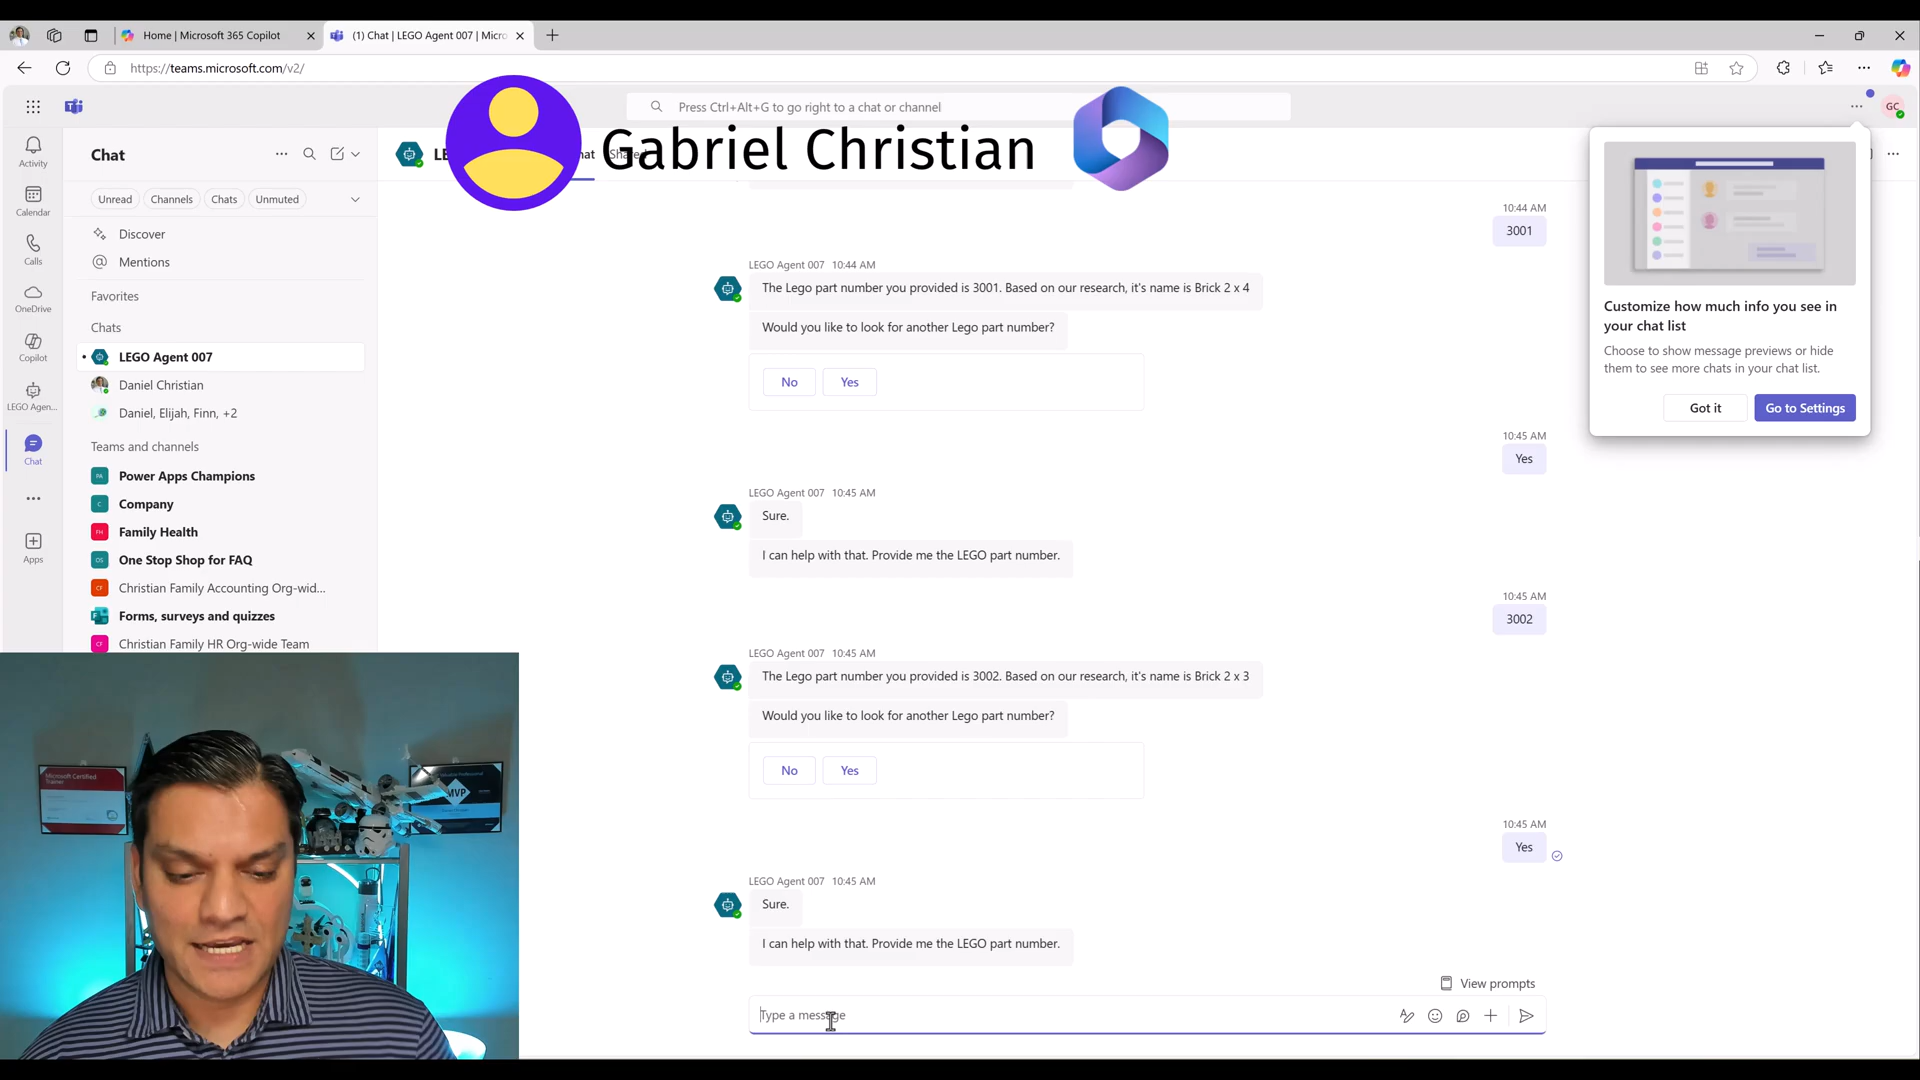 Home | Microsoft 365 Copilot
(1) Chat | LEGO Agent 007 | Micro
https://teams.microsoft.com/v2/
Press Ctrl+Alt+G to go right to a chat or channel
GC
Gabriel Christian
Activity
Calendar
Calls
OneDrive
Copilot
LEGO Agen...
Chat
Apps
Chat
Unread
Channels
Chats
Unmuted
Discover
Mentions
Favorites
Chats
LEGO Agent 007
Daniel Christian
Daniel, Elijah, Finn, +2
Teams and channels
PA Power Apps Champions
C Company
FH Family Health
OS One Stop Shop for FAQ
CF Christian Family Accounting Org-wid...
Forms, surveys and quizzes
CF Christian Family HR Org-wide Team
10:44 AM
3001
LEGO Agent 007 10:44 AM
The Lego part number you provided is 3001. Based on our research, it's name is Brick 2 x 4
Would you like to look for another Lego part number?
No Yes
10:45 AM
Yes
LEGO Agent 007 10:45 AM
Sure.
I can help with that. Provide me the LEGO part number.
10:45 AM
3002
LEGO Agent 007 10:45 AM
The Lego part number you provided is 3002. Based on our research, it's name is Brick 2 x 3
Would you like to look for another Lego part number?
No Yes
10:45 AM
Yes
LEGO Agent 007 10:45 AM
Sure.
I can help with that. Provide me the LEGO part number.
View prompts
Type a message
Customize how much info you see in
your chat list
Choose to show message previews or hide
them to see more chats in your chat list.
Got it
Go to Settings
Microsoft Certified
Trainer
MVP